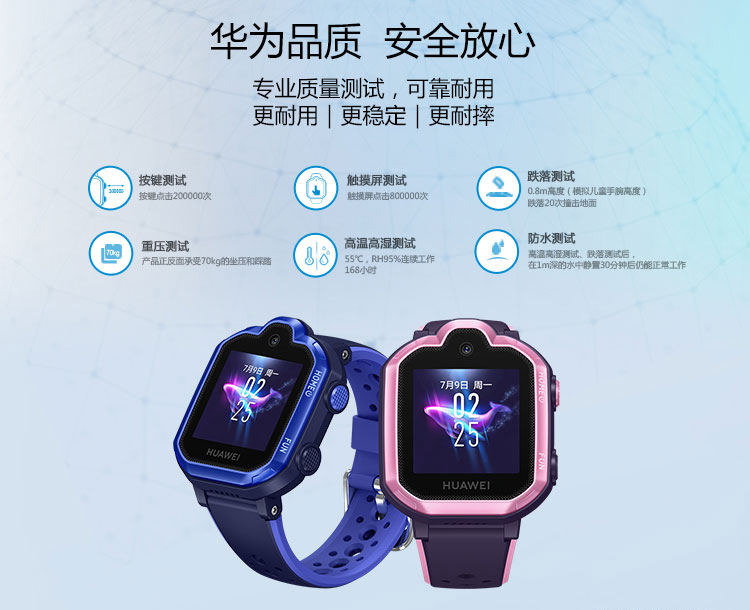 华为品质 安全放心
专业质量测试，可靠耐用
更耐用｜更稳定｜更耐摔
按键测试
按键点击200000次
触摸屏测试
触摸屏点击800000次
跌落测试
0.8m高度（模拟儿童手腕高度）
跌落20次撞击地面
重压测试
产品正反面承受70kg的坐压和踩踏
70kg
高温高湿测试
55℃，RH95%连续工作
168小时
防水测试
高温高湿测试、跌落测试后，
在1m深的水中静置30分钟后仍能正常工作
7月9日 周一
02
25
HUAWEI
HOME
FUN
7月9日 周一
02
25
HUAWEI
HOME
FUN